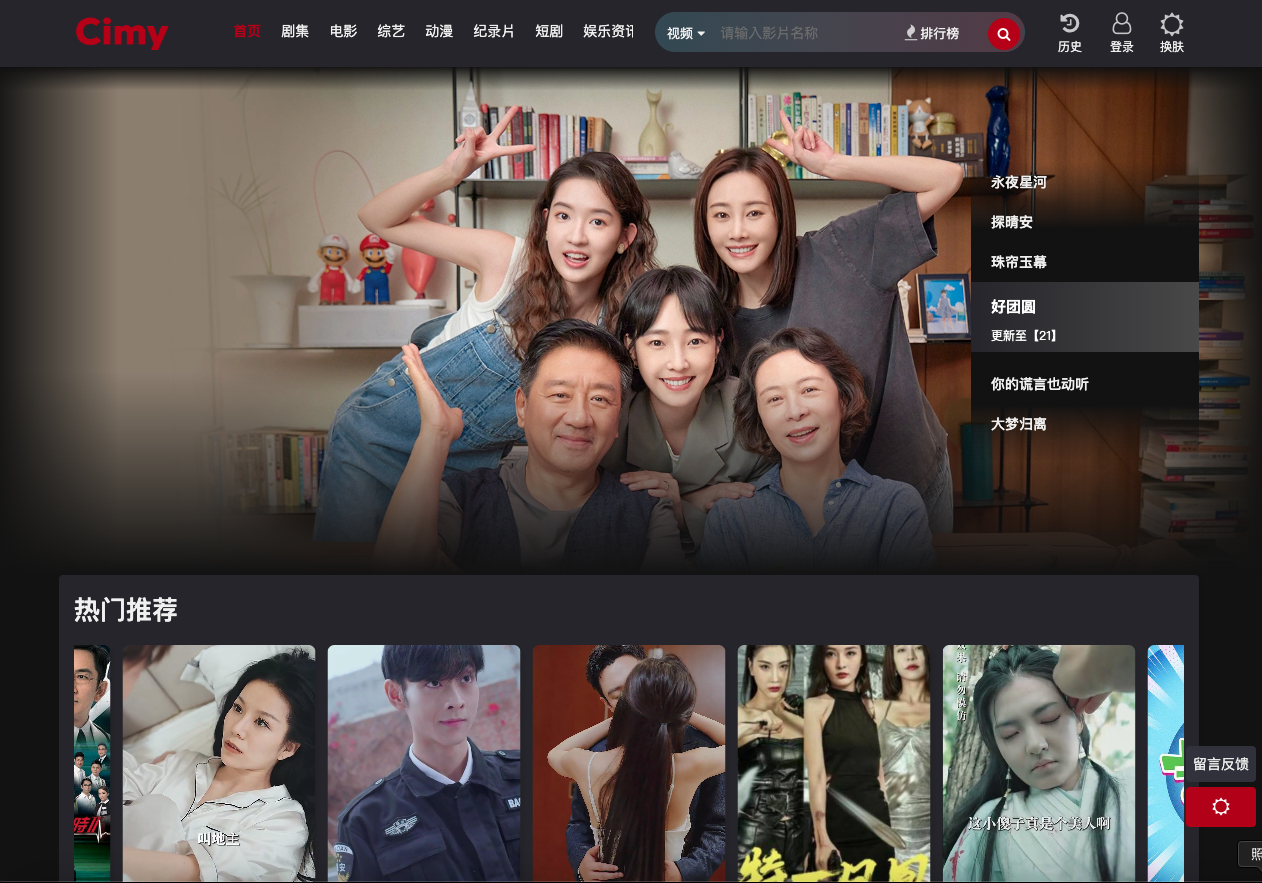 Cimy
首页 剧集 电影 综艺 动漫 纪录片 短剧 娱乐资讯
视频 请输入影片名称 排行榜
历史 登录 换肤
永夜星河
探晴安
珠帘玉幕
好团圆
更新至【21】
你的谎言也动听
大梦归离
热门推荐
请勿模仿
叫地主
这小傻子真是个美人啊
留言反馈
照